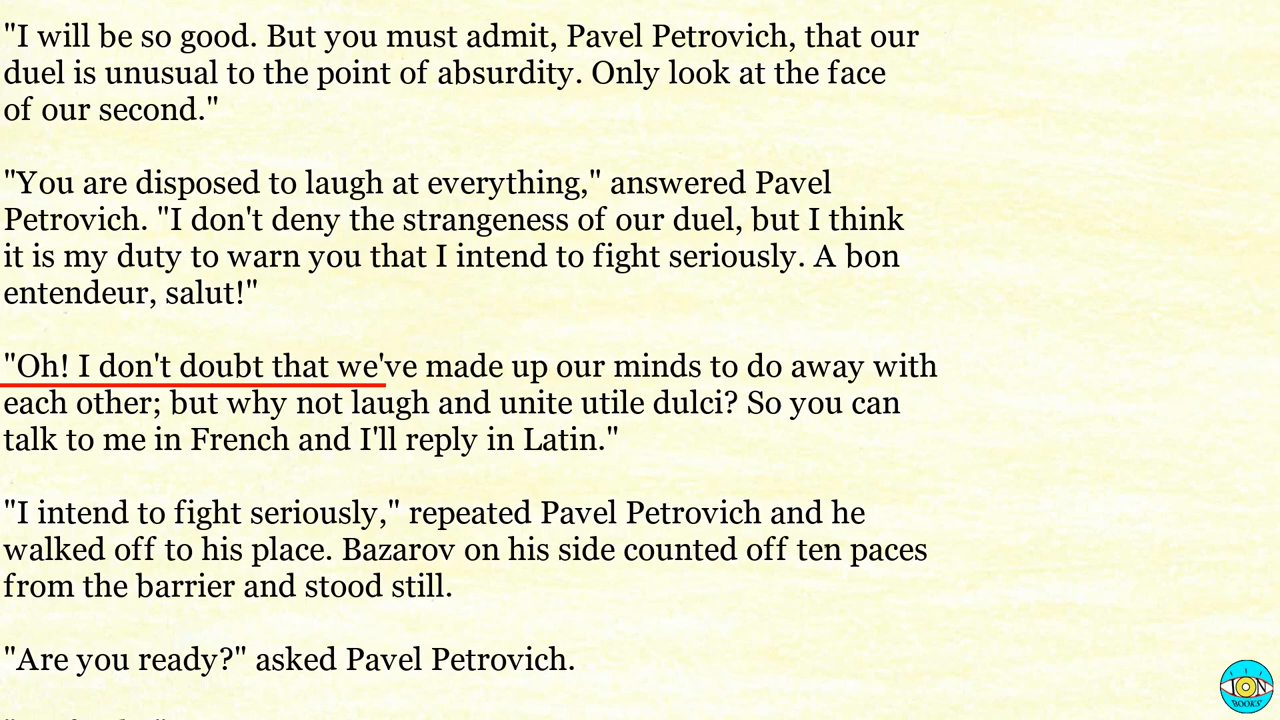 "I will be so good. But you must admit, Pavel Petrovich, that our
duel is unusual to the point of absurdity. Only look at the face
of our second."
"You are disposed to laugh at everything," answered Pavel
Petrovich. "I don't deny the strangeness of our duel, but I think
it is my duty to warn you that I intend to fight seriously. A bon
entendeur, salut!"
"Oh! I don't doubt that we've made up our minds to do away with
each other; but why not laugh and unite utile dulci? So you can
talk to me in French and I'll reply in Latin."
"I intend to fight seriously," repeated Pavel Petrovich and he
walked off to his place. Bazarov on his side counted off ten paces
from the barrier and stood still.
"Are you ready?" asked Pavel Petrovich.
ION
BOOKS